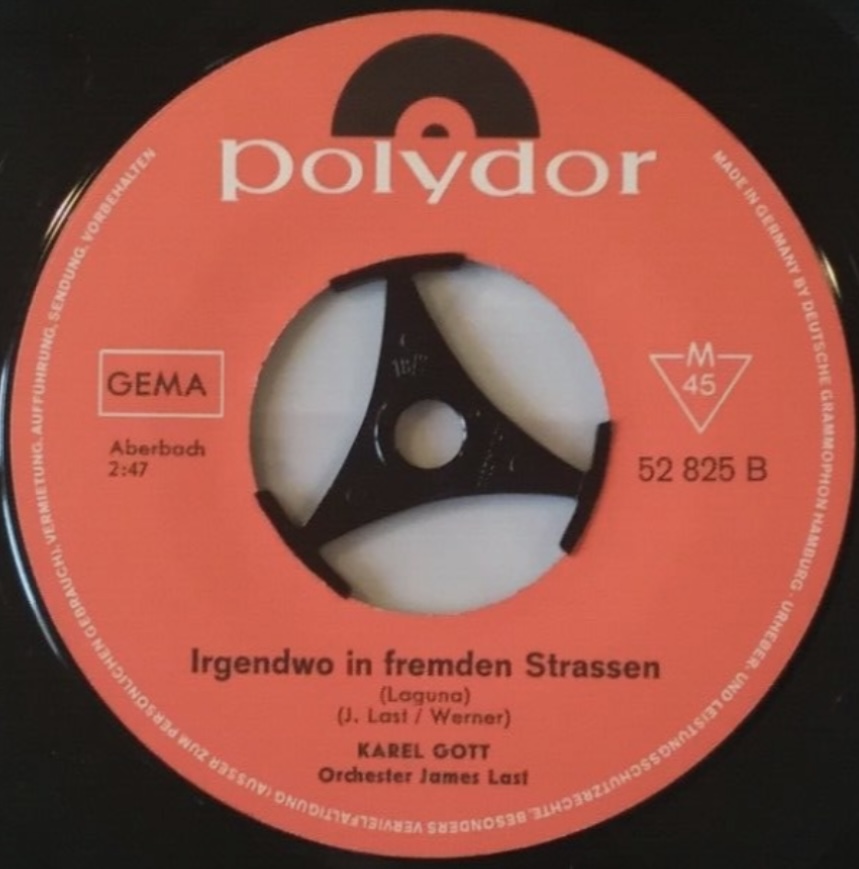 polydor
MADE IN GERMANY BY DEUTSCHE GRAMMOPHON HAMBURG · URHEBER- UND LEISTUNGSSCHUTZRECHTE, BESONDERS VERVIELFÄLTIGUNG (AUSSER ZUM PERSÖNLICHEN GEBRAUCH), VERMIETUNG, AUFFÜHRUNG, SENDUNG, VORBEHALTEN
GEMA
Aberbach
2:47
M
45
52 825 B
Irgendwo in fremden Strassen
(Laguna)
(J. Last / Werner)
KAREL GOTT
Orchester James Last